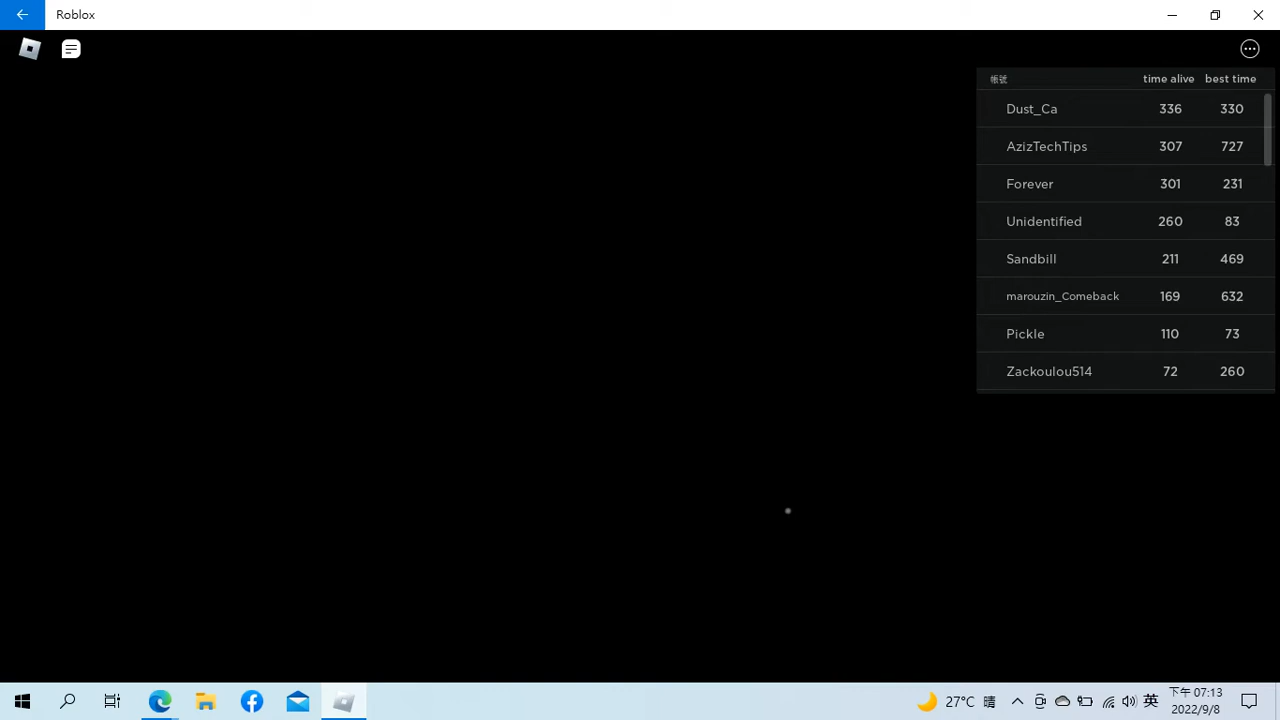 Roblox
帳號 time alive best time
Dust_Ca 336 330
AzizTechTips 307 727
Forever 301 231
Unidentified 260 83
Sandbill 211 469
marouzin_Comeback 169 632
Pickle 110 73
Zackoulou514 72 260
27°C 晴 英 下午 07:13
2022/9/8